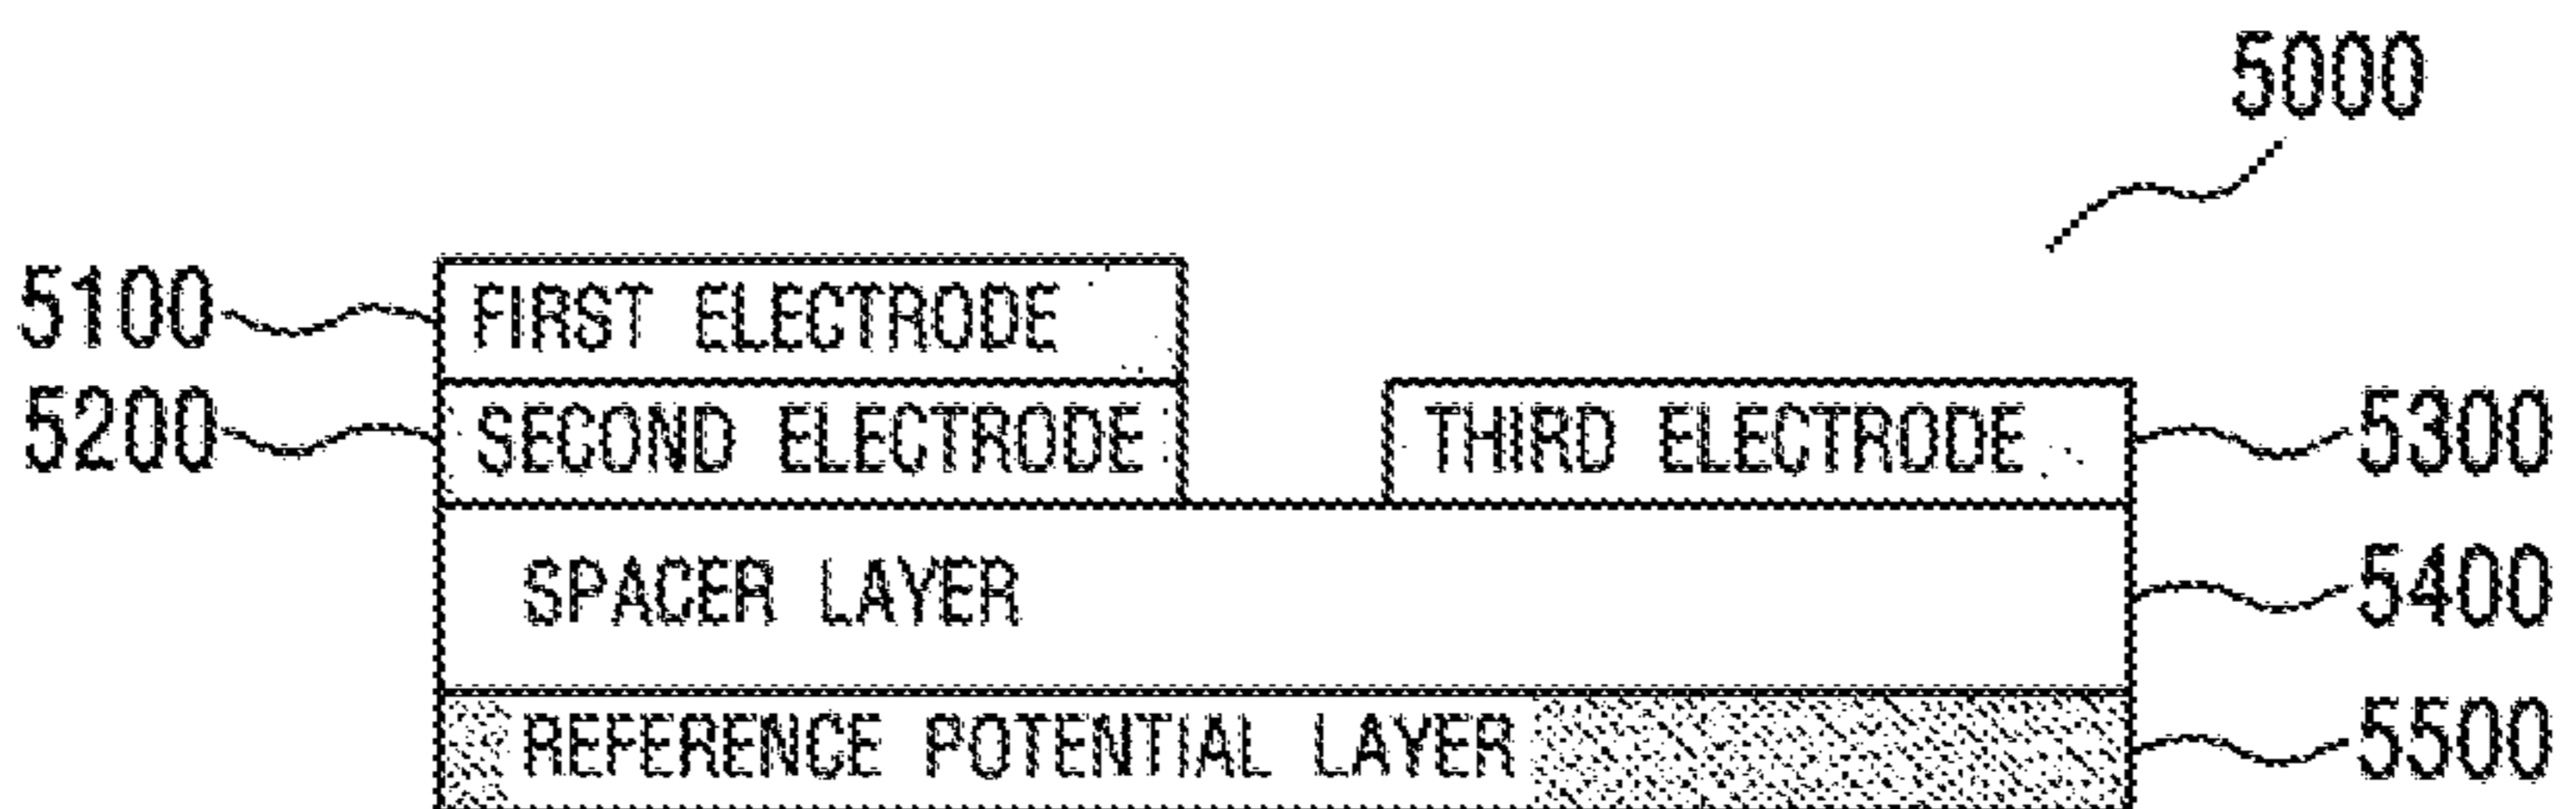 5000
5100 FIRST ELECTRODE
5200 SECOND ELECTRODE THIRD ELECTRODE 5300
SPACER LAYER 5400
REFERENCE POTENTIAL LAYER 5500